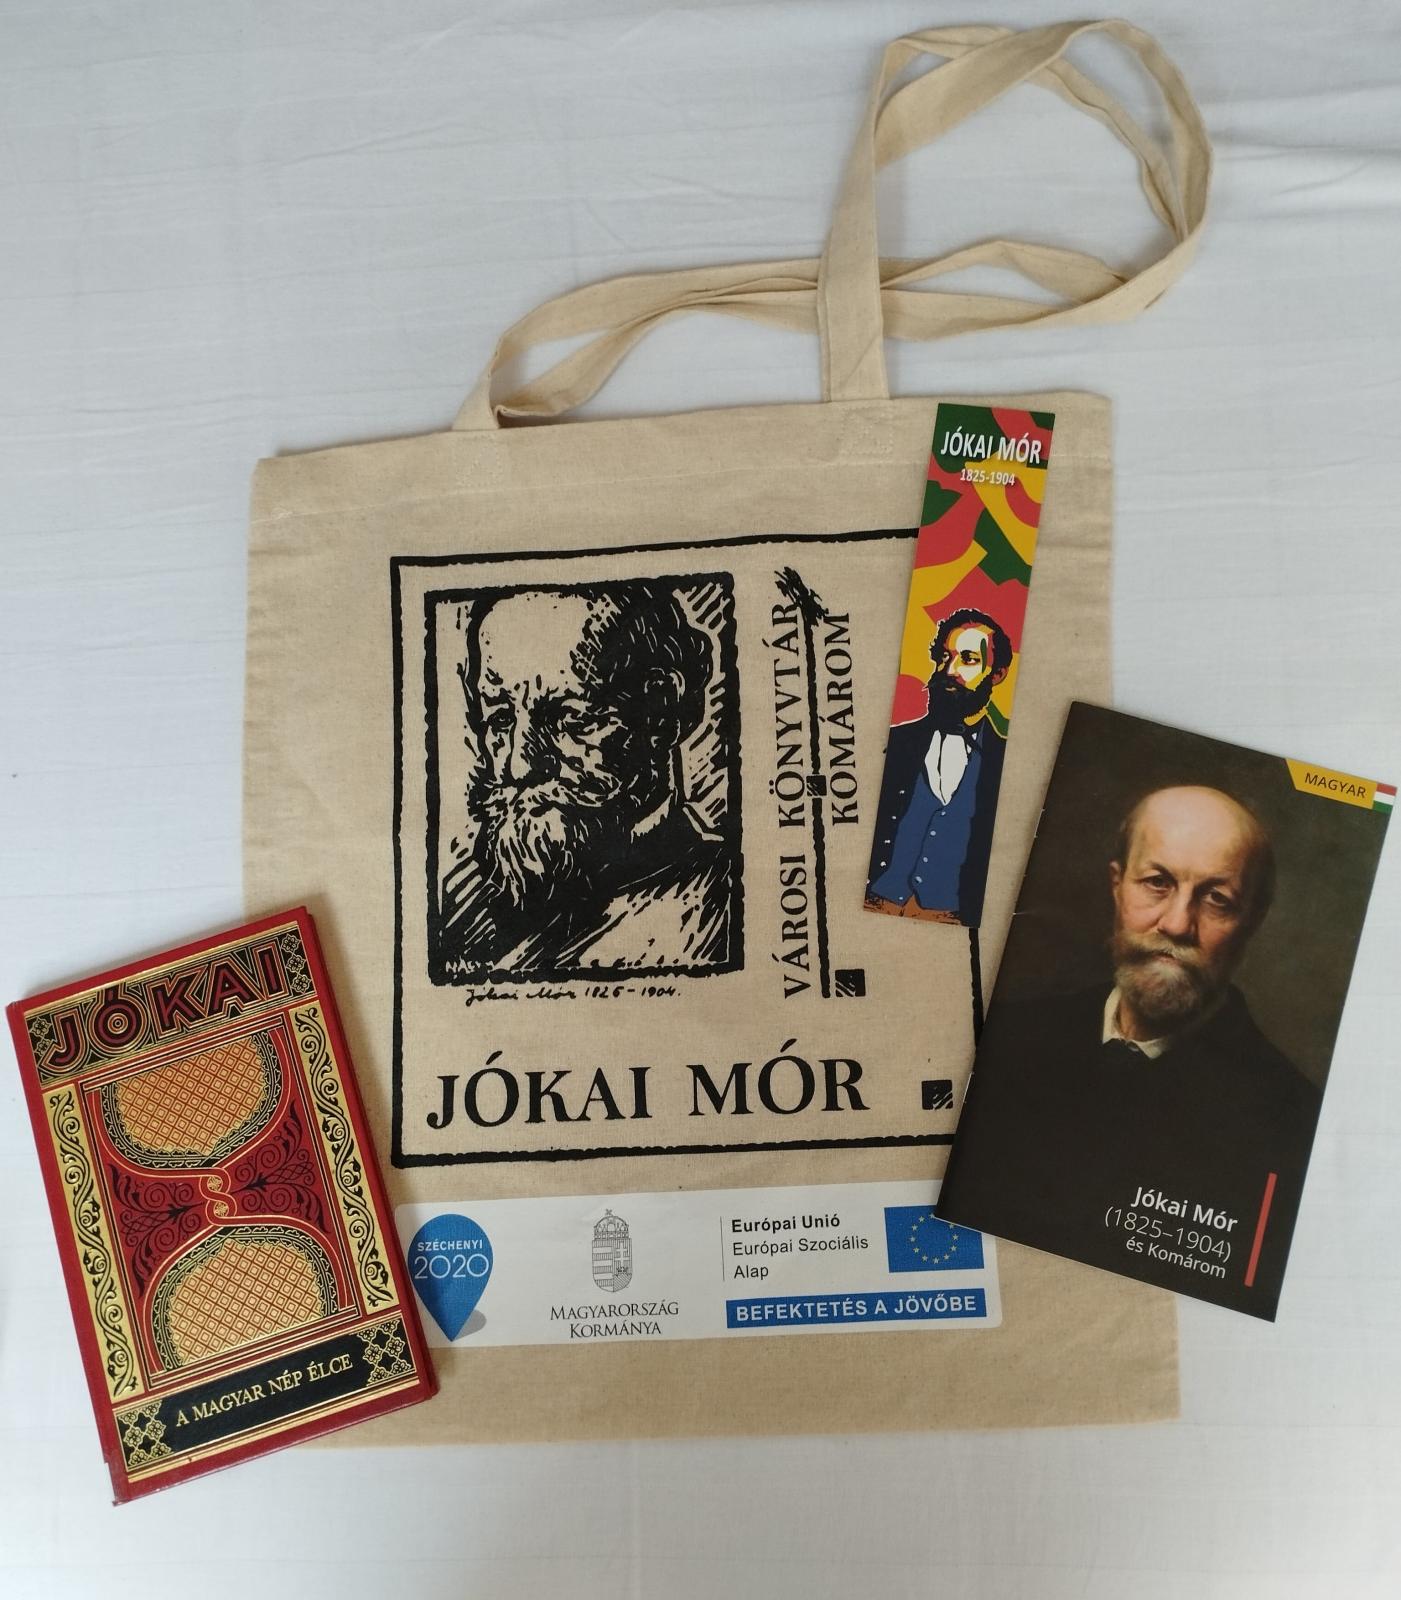 JÓKAI MÓR
1825-1904
VÁROSI KÖNYVTÁR
KOMÁROM
NAGY
Jókai Mór 1825-1904.
JÓKAI MÓR
MAGYAR
Jókai Mór
(1825–1904)
és Komárom
JÓKAI
A MAGYAR NÉP ÉLCE
SZÉCHENYI
2020
MAGYARORSZÁG
KORMÁNYA
Európai Unió
Európai Szociális
Alap
BEFEKTETÉS A JÖVŐBE